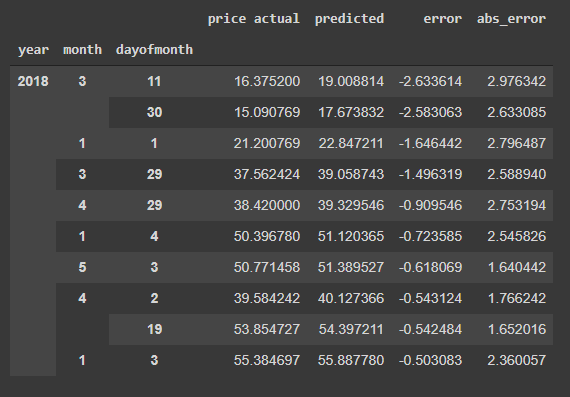 price actual predicted error abs_error
year month dayofmonth
2018 3 11 16.375200 19.008814 -2.633614 2.976342
30 15.090769 17.673832 -2.583063 2.633085
1 1 21.200769 22.847211 -1.646442 2.796487
3 29 37.562424 39.058743 -1.496319 2.588940
4 29 38.420000 39.329546 -0.909546 2.753194
1 4 50.396780 51.120365 -0.723585 2.545826
5 3 50.771458 51.389527 -0.618069 1.640442
4 2 39.584242 40.127366 -0.543124 1.766242
19 53.854727 54.397211 -0.542484 1.652016
1 3 55.384697 55.887780 -0.503083 2.360057